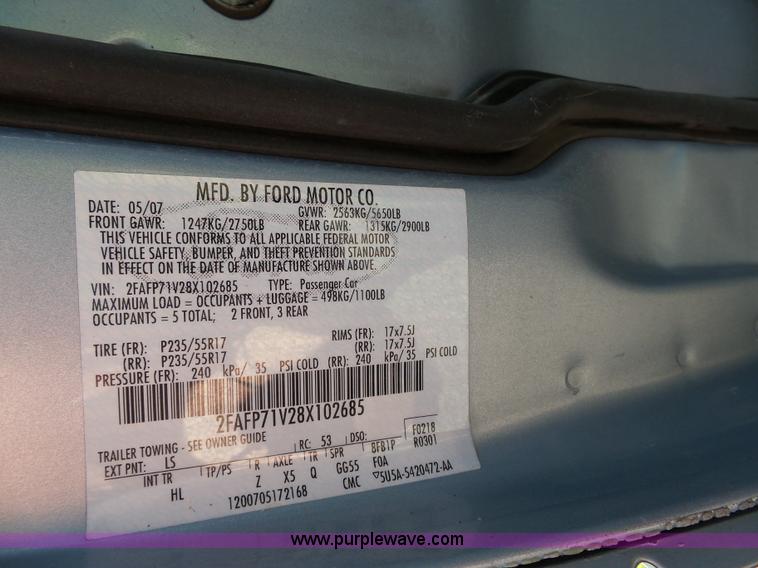 MFD. BY FORD MOTOR CO.
DATE: 05/07 GVWR: 2563KG/5650LB
FRONT GAWR: 1247KG/2750LB REAR GAWR: 1315KG/2900LB
THIS VEHICLE CONFORMS TO ALL APPLICABLE FEDERAL MOTOR
VEHICLE SAFETY, BUMPER, AND THEFT PREVENTION STANDARDS
IN EFFECT ON THE DATE OF MANUFACTURE SHOWN ABOVE.
VIN: 2FAFP71V28X102685 TYPE: Passenger Car
MAXIMUM LOAD = OCCUPANTS + LUGGAGE = 498KG/1100LB
OCCUPANTS = 5 TOTAL; 2 FRONT, 3 REAR
TIRE (FR): P235/55R17 RIMS (FR): 17x7.5J
(RR): P235/55R17 (RR): 17x7.5J
PRESSURE (FR): 240 kPa/ 35 PSI COLD (RR): 240 kPa/ 35 PSI COLD
2FAFP71V28X102685
F0218
R0301
TRAILER TOWING - SEE OWNER GUIDE RC: 53 DSO:
EXT PNT: LS BFB1P
INT TR TP/PS R AXLE TR SPR F0A
HL Z X5 Q GG55 CMC 5U5A-5420472-AA
1200705172168
www.purplewave.com